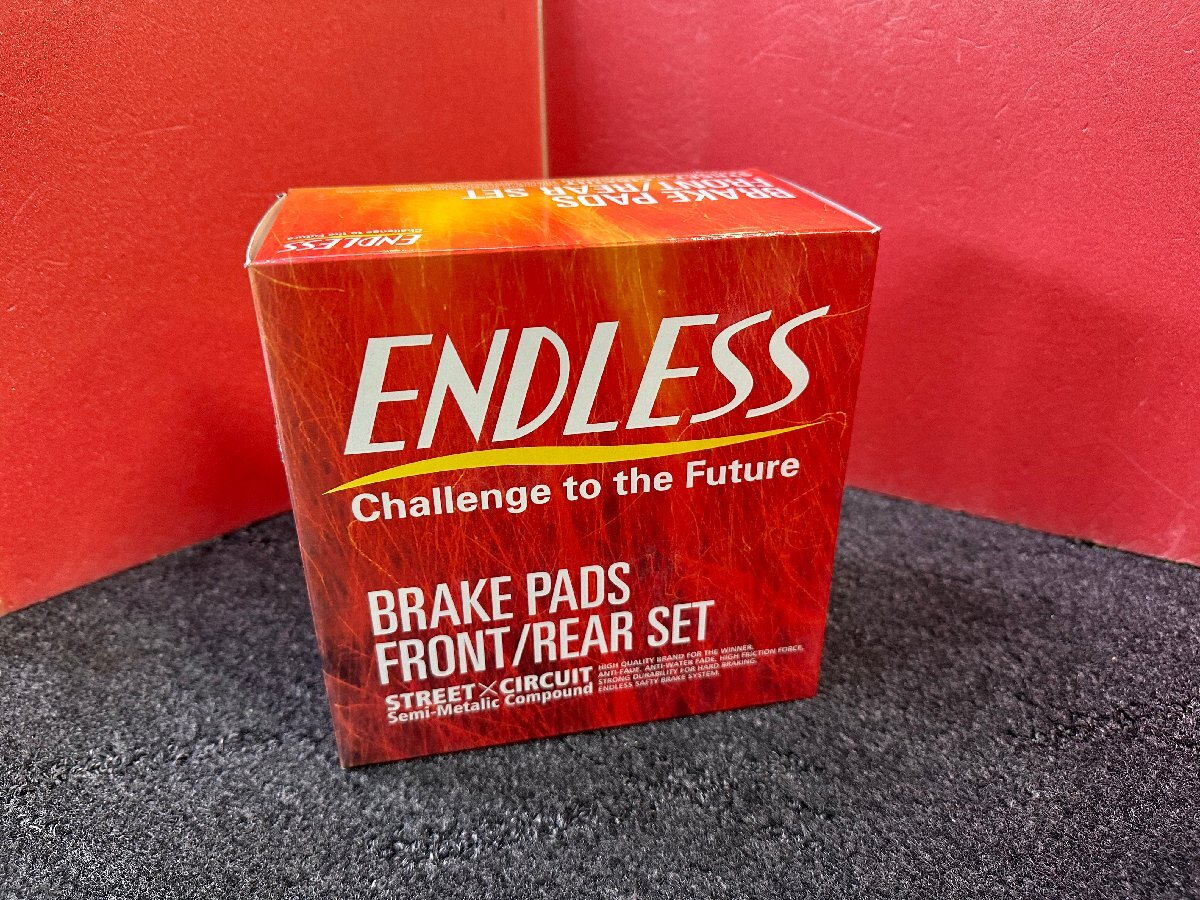 BRAKE PADS
FRONT/REAR SET
ENDLESS
Challenge to the Future
ENDLESS
Challenge to the Future
BRAKE PADS
FRONT/REAR SET
STREET×CIRCUIT
Semi-Metalic Compound
HIGH QUALITY BRAND FOR THE WINNER.
ANTI-FADE. ANTI-WATER FADE. HIGH FRICTION FORCE.
STRONG DURABILITY FOR HARD BRAKING.
ENDLESS SAFTY BRAKE SYSTEM.